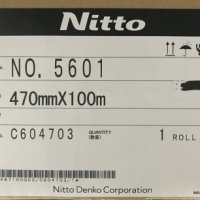 Nitto
NO. 5601
470mmX100m
C604703
QUANTITY
1 ROLL
Nitto Denko Corporation